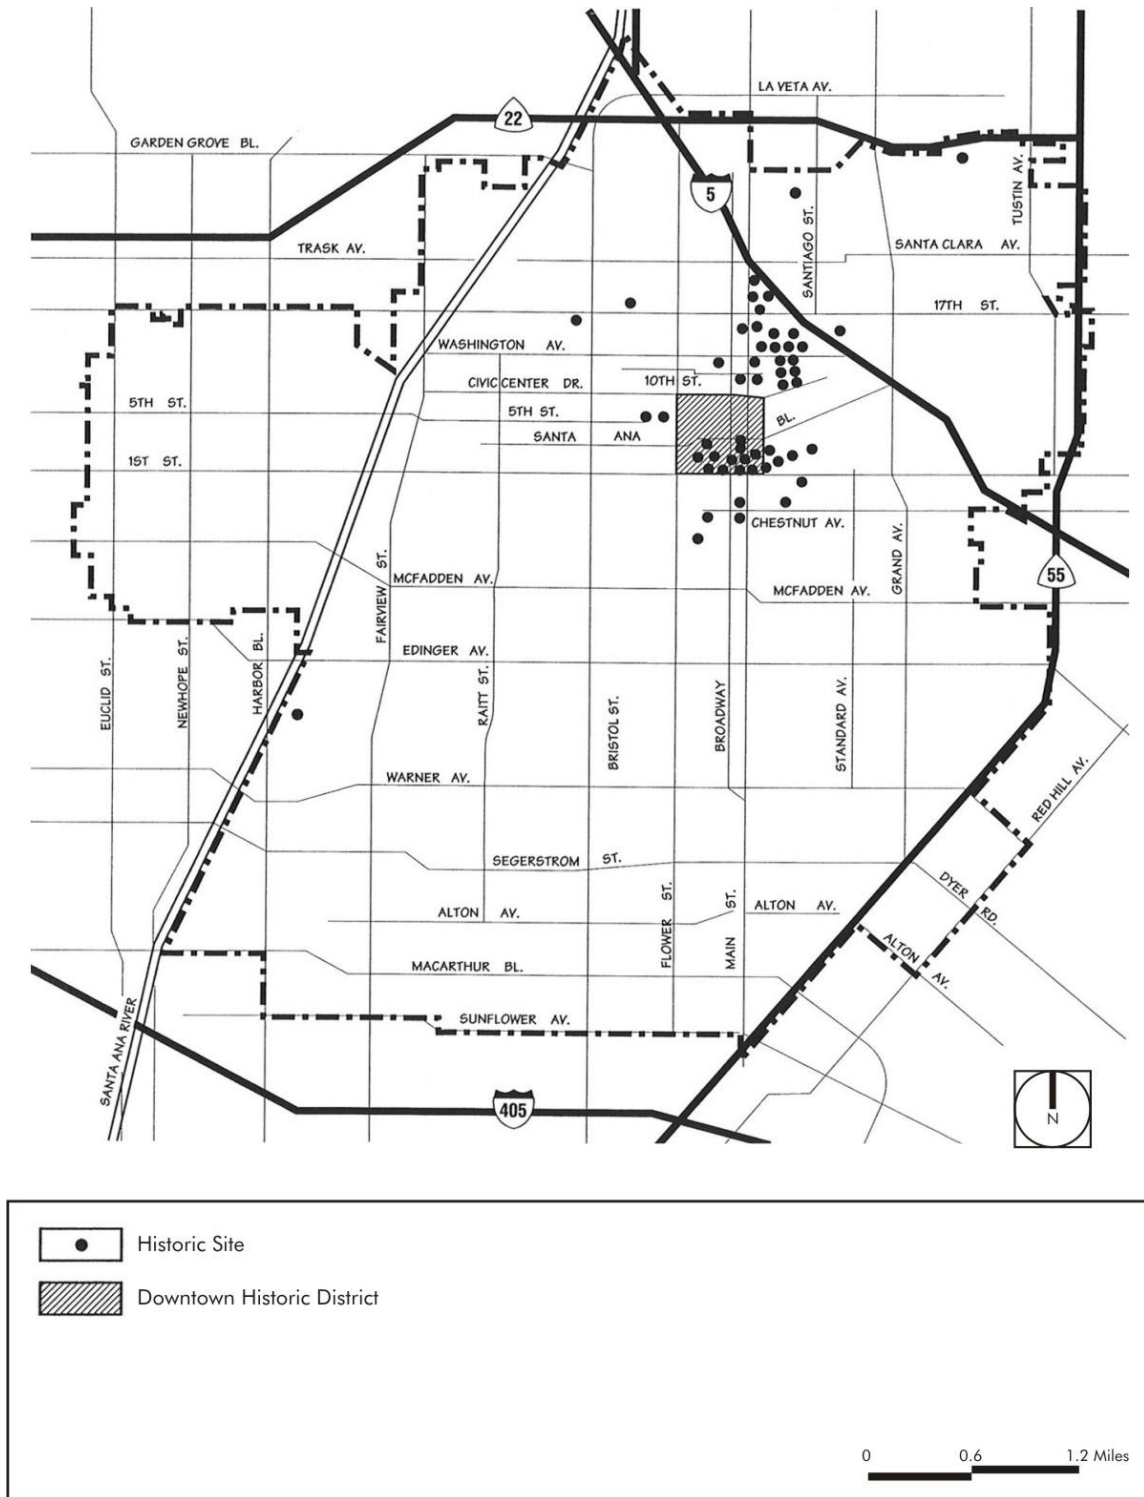 LA VETA AV.
22
GARDEN GROVE BL.
5
TUSTIN AV.
SANTIAGO ST.
TRASK AV.
SANTA CLARA AV.
17TH ST.
WASHINGTON AV.
10TH ST.
CIVIC CENTER DR.
5TH ST.
5TH ST.
BL.
SANTA ANA
1ST ST.
CHESTNUT AV.
GRAND AV.
FAIRVIEW ST.
55
MCFADDEN AV.
MCFADDEN AV.
EDINGER AV.
EUCLID ST.
NEWHOPE ST.
HARBOR BL.
RAITT ST.
BRISTOL ST.
BROADWAY
STANDARD AV.
WARNER AV.
RED HILL AV.
SEGERSTROM ST.
DYER RD.
FLOWER ST.
MAIN ST.
ALTON AV.
ALTON AV.
ALTON AV.
MACARTHUR BL.
SUNFLOWER AV.
SANTA ANA RIVER
405
N
Historic Site
Downtown Historic District
0 0.6 1.2 Miles